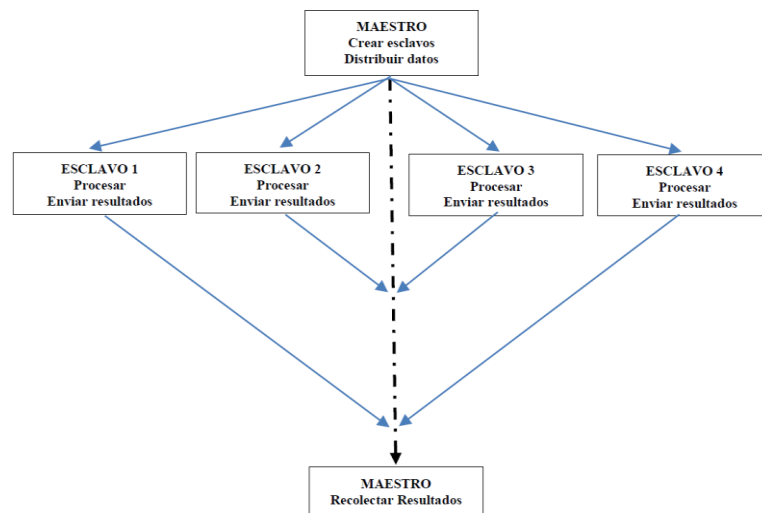 MAESTRO
Crear esclavos
Distribuir datos
ESCLAVO 1
Procesar
Enviar resultados
ESCLAVO 2
Procesar
Enviar resultados
ESCLAVO 3
Procesar
Enviar resultados
ESCLAVO 4
Procesar
Enviar resultados
MAESTRO
Recolectar Resultados